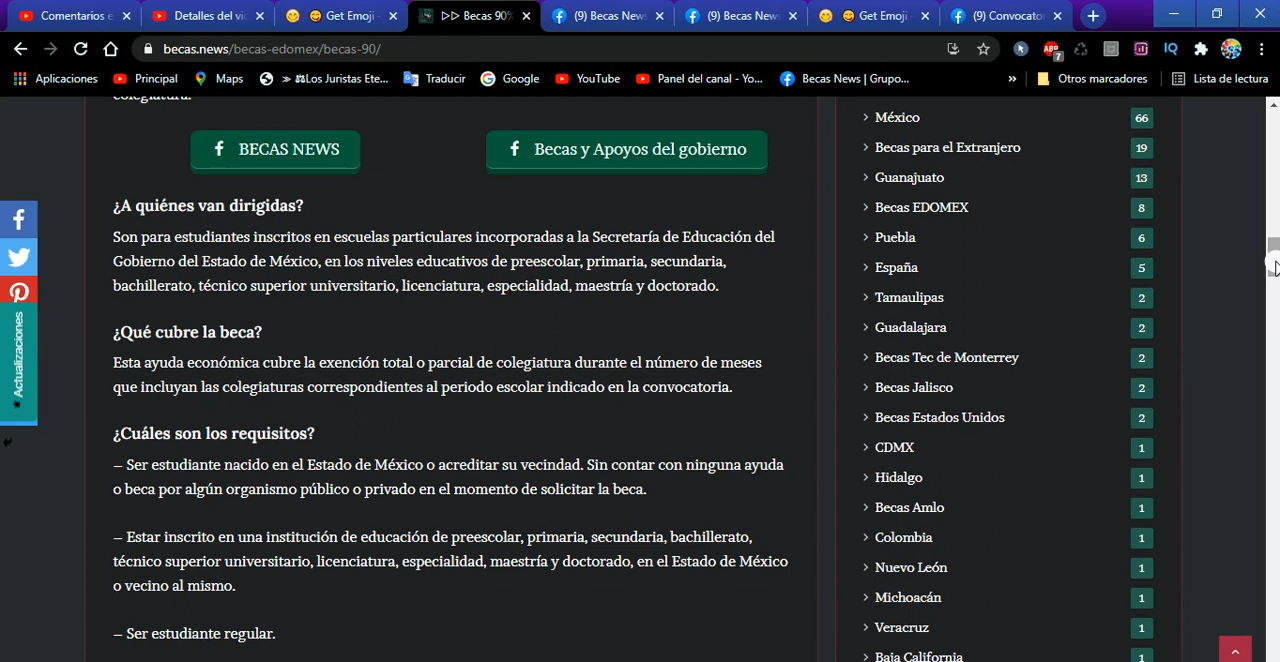 Comentarios e
Detalles del vi
Get Emoji -
▷▷ Becas 90%
(9) Becas News
(9) Becas News
Get Emoji -
(9) Convocator
becas.news/becas-edomex/becas-90/
ABP
7
IQ
Aplicaciones
Principal
Maps
» ⚖Los Juristas Ete...
Traducir
Google
YouTube
Panel del canal - Yo...
Becas News | Grupo...
»
Otros marcadores
Lista de lectura
colegiatura.
BECAS NEWS
Becas y Apoyos del gobierno
¿A quiénes van dirigidas?
Son para estudiantes inscritos en escuelas particulares incorporadas a la Secretaría de Educación del
Gobierno del Estado de México, en los niveles educativos de preescolar, primaria, secundaria,
bachillerato, técnico superior universitario, licenciatura, especialidad, maestría y doctorado.
¿Qué cubre la beca?
Esta ayuda económica cubre la exención total o parcial de colegiatura durante el número de meses
que incluyan las colegiaturas correspondientes al periodo escolar indicado en la convocatoria.
¿Cuáles son los requisitos?
– Ser estudiante nacido en el Estado de México o acreditar su vecindad. Sin contar con ninguna ayuda
o beca por algún organismo público o privado en el momento de solicitar la beca.
– Estar inscrito en una institución de educación de preescolar, primaria, secundaria, bachillerato,
técnico superior universitario, licenciatura, especialidad, maestría y doctorado, en el Estado de México
o vecino al mismo.
– Ser estudiante regular.
Actualizaciones
México 66
Becas para el Extranjero 19
Guanajuato 13
Becas EDOMEX 8
Puebla 6
España 5
Tamaulipas 2
Guadalajara 2
Becas Tec de Monterrey 2
Becas Jalisco 2
Becas Estados Unidos 2
CDMX 1
Hidalgo 1
Becas Amlo 1
Colombia 1
Nuevo León 1
Michoacán 1
Veracruz 1
Baja California 1